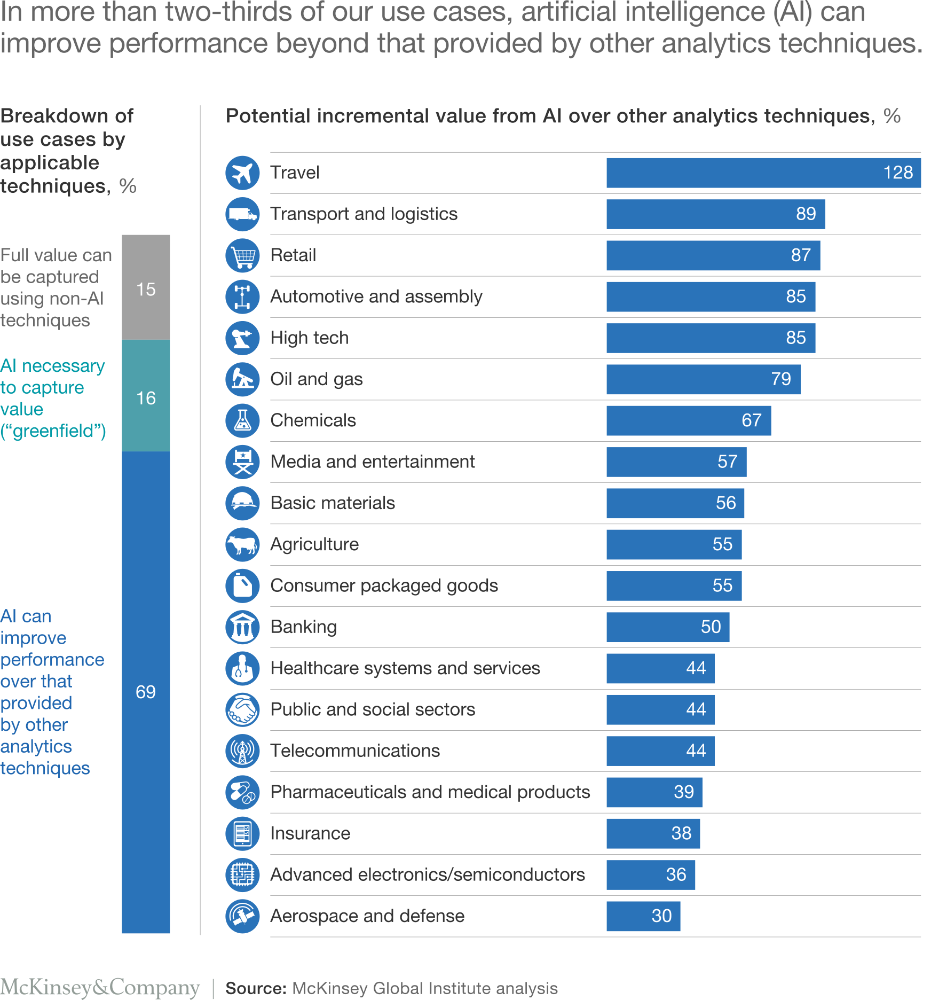 In more than two-thirds of our use cases, artificial intelligence (AI) can
improve performance beyond that provided by other analytics techniques.
Breakdown of
use cases by
applicable
techniques, %
Full value can
be captured
using non-AI
techniques
15
AI necessary
to capture
value
(“greenfield”)
16
AI can
improve
performance
over that
provided
by other
analytics
techniques
69
Potential incremental value from AI over other analytics techniques, %
Travel 128
Transport and logistics 89
Retail 87
Automotive and assembly 85
High tech 85
Oil and gas 79
Chemicals 67
Media and entertainment 57
Basic materials 56
Agriculture 55
Consumer packaged goods 55
Banking 50
Healthcare systems and services 44
Public and social sectors 44
Telecommunications 44
Pharmaceuticals and medical products 39
Insurance 38
Advanced electronics/semiconductors 36
Aerospace and defense 30
McKinsey&Company | Source: McKinsey Global Institute analysis